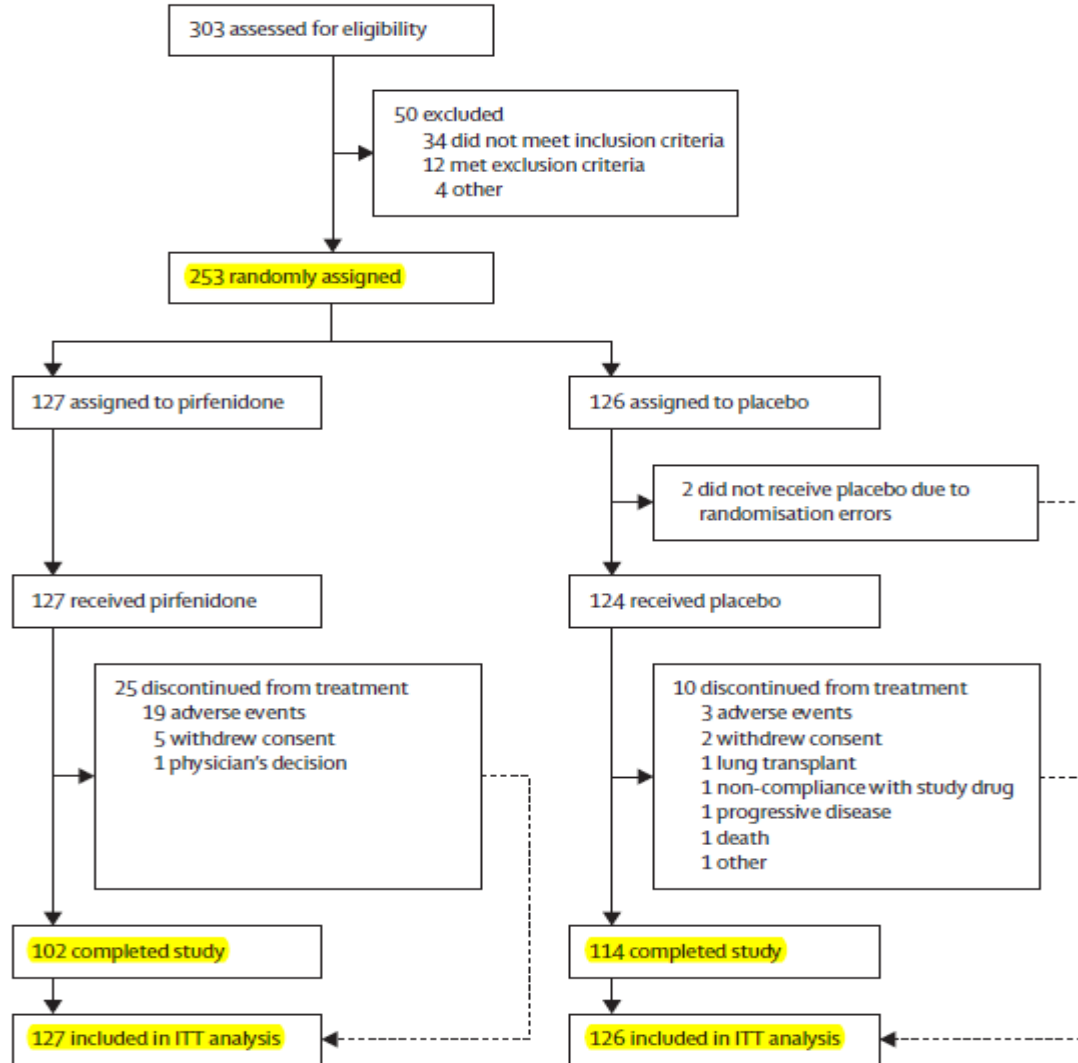 303 assessed for eligibility
50 excluded
34 did not meet inclusion criteria
12 met exclusion criteria
4 other
253 randomly assigned
127 assigned to pirfenidone
126 assigned to placebo
2 did not receive placebo due to
randomisation errors
127 received pirfenidone
124 received placebo
25 discontinued from treatment
19 adverse events
5 withdrew consent
1 physician's decision
10 discontinued from treatment
3 adverse events
2 withdrew consent
1 lung transplant
1 non-compliance with study drug
1 progressive disease
1 death
1 other
102 completed study
114 completed study
127 included in ITT analysis
126 included in ITT analysis